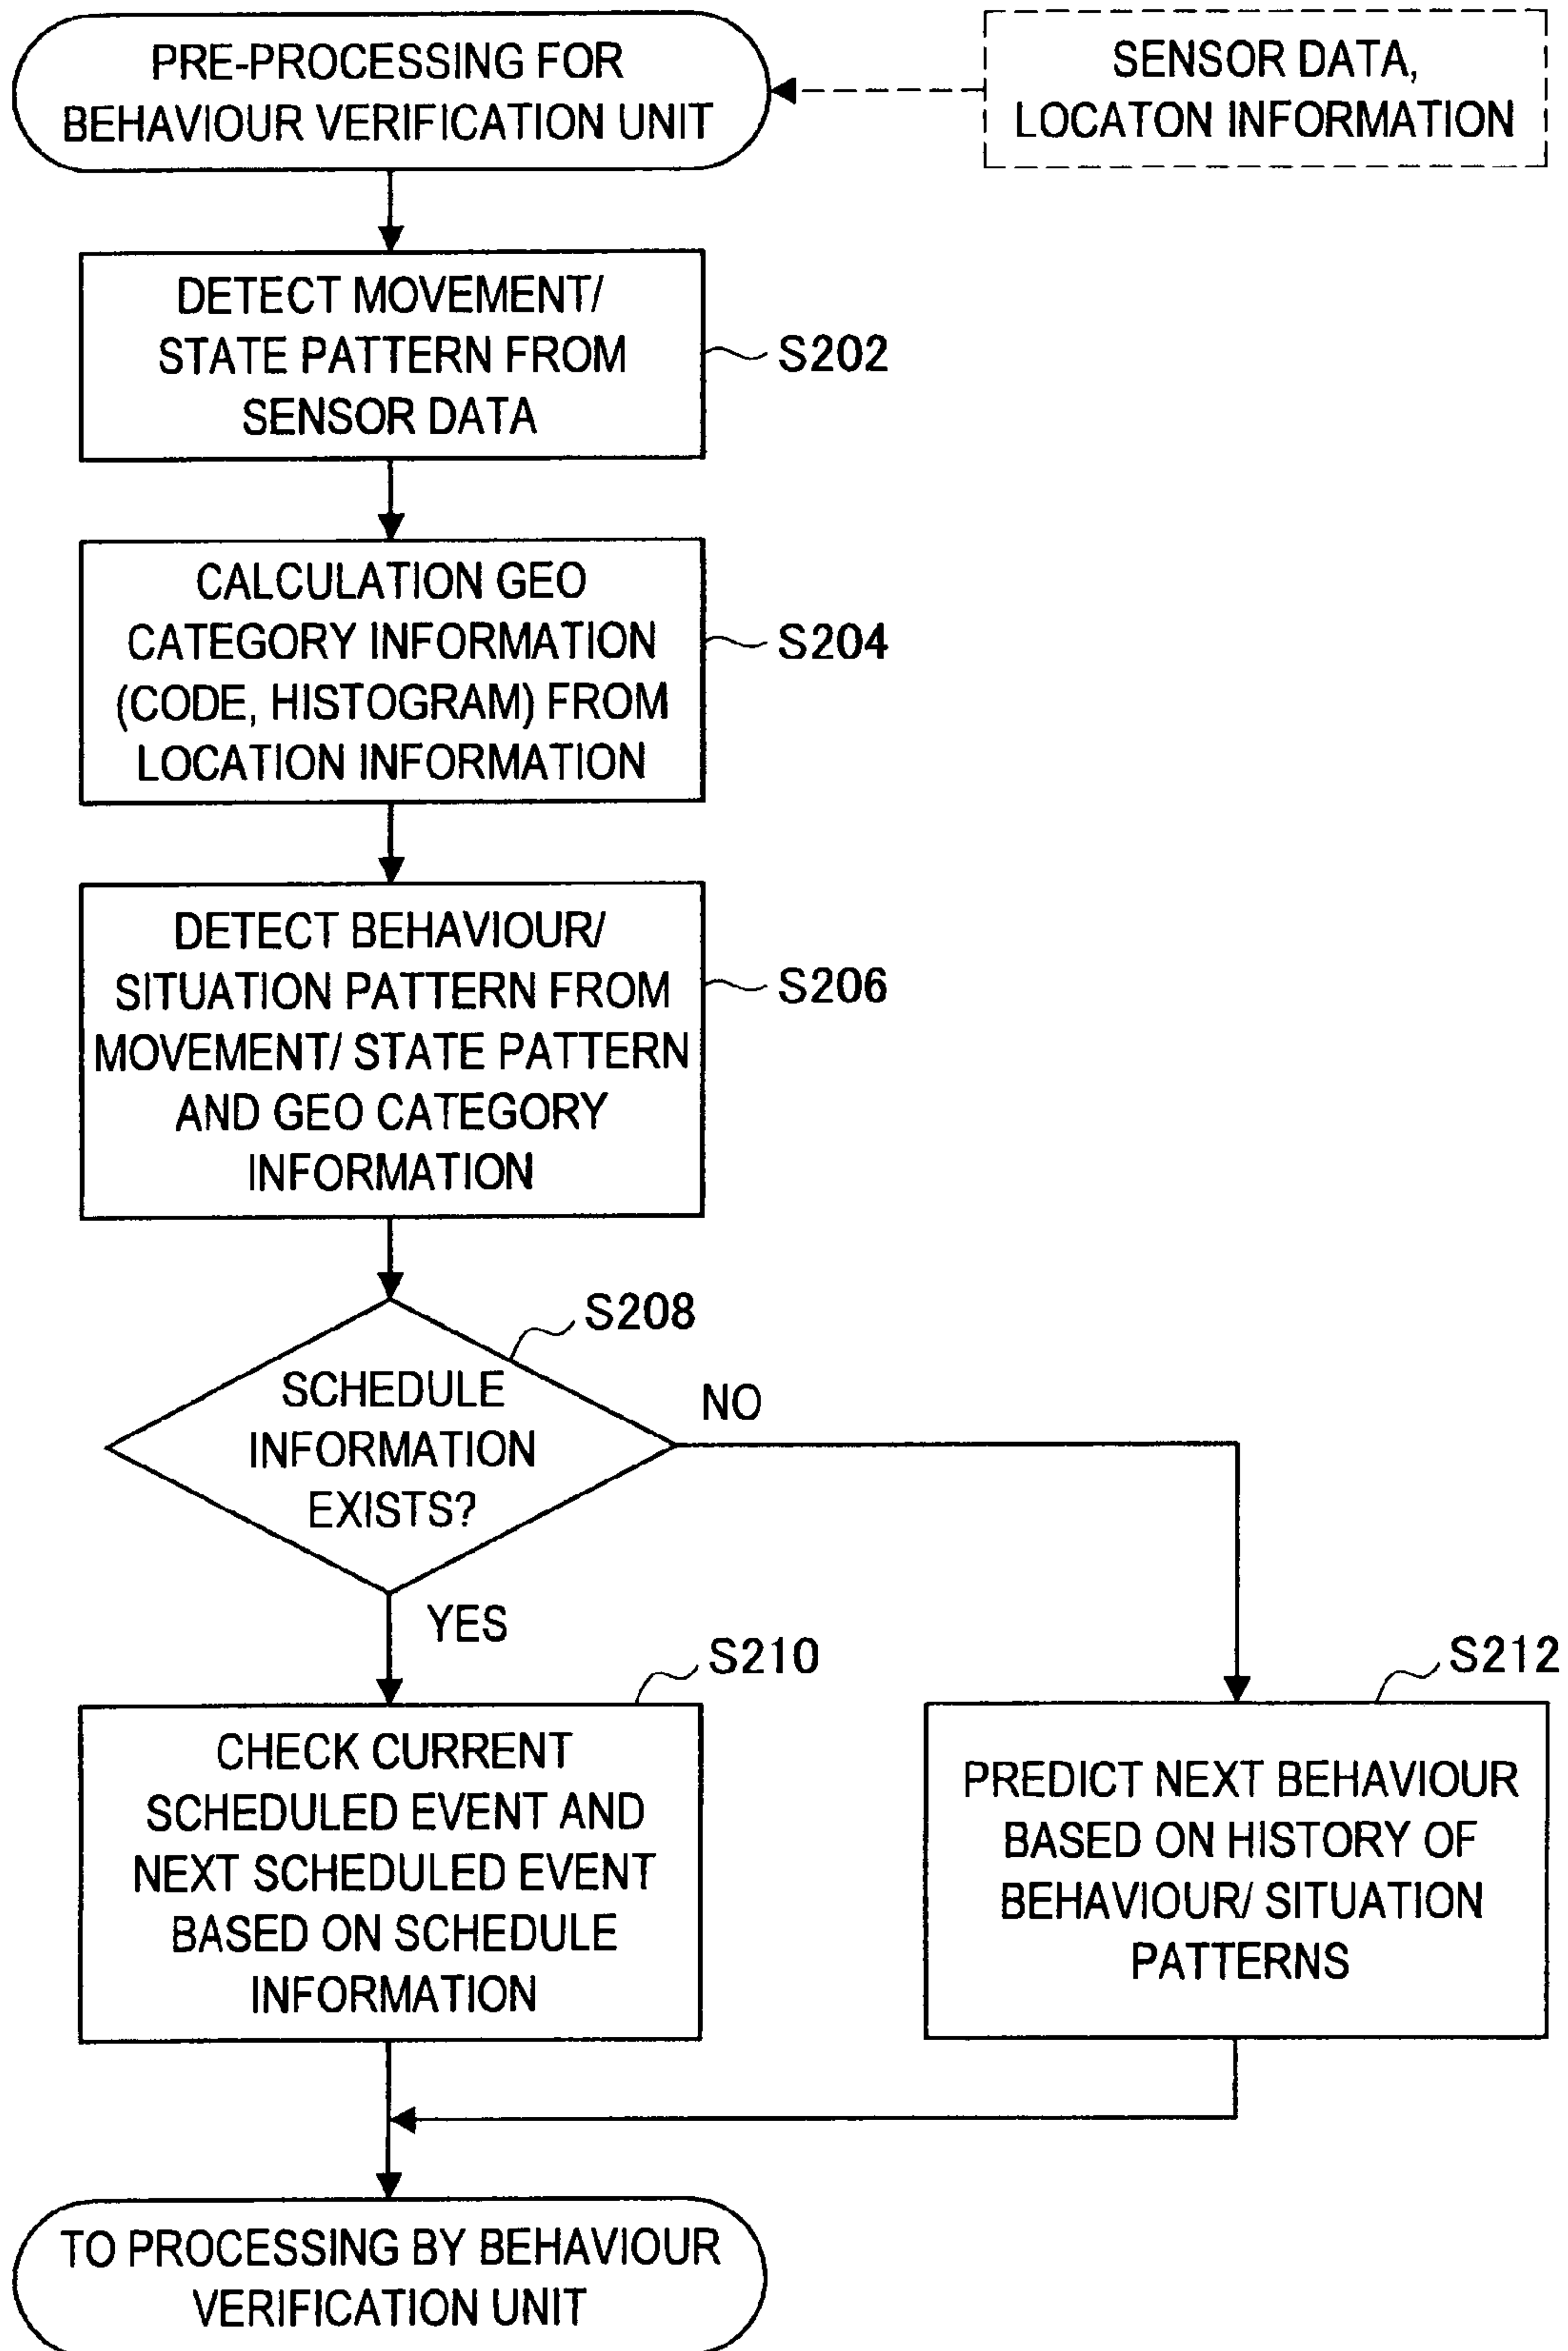 PRE-PROCESSING FOR
BEHAVIOUR VERIFICATION UNIT
SENSOR DATA,
LOCATON INFORMATION
DETECT MOVEMENT/
STATE PATTERN FROM
SENSOR DATA
S202
CALCULATION GEO
CATEGORY INFORMATION
(CODE, HISTOGRAM) FROM
LOCATION INFORMATION
S204
DETECT BEHAVIOUR/
SITUATION PATTERN FROM
MOVEMENT/ STATE PATTERN
AND GEO CATEGORY
INFORMATION
S206
S208
SCHEDULE
INFORMATION
EXISTS?
NO
YES
S210
CHECK CURRENT
SCHEDULED EVENT AND
NEXT SCHEDULED EVENT
BASED ON SCHEDULE
INFORMATION
S212
PREDICT NEXT BEHAVIOUR
BASED ON HISTORY OF
BEHAVIOUR/ SITUATION
PATTERNS
TO PROCESSING BY BEHAVIOUR
VERIFICATION UNIT